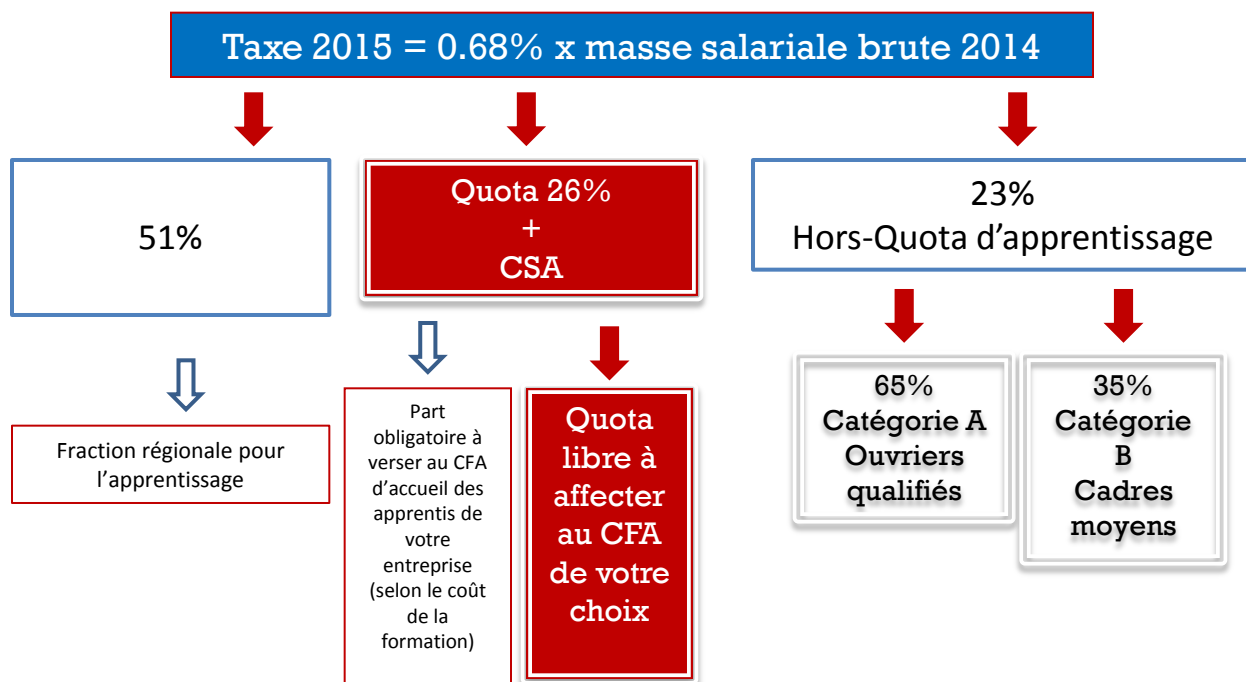 Taxe 2015 = 0.68% x masse salariale brute 2014
51%
Quota 26%
+
CSA
23%
Hors-Quota d’apprentissage
Fraction régionale pour
l’apprentissage
Part
obligatoire à
verser au CFA
d’accueil des
apprentis de
votre
entreprise
(selon le coût
de la
formation)
Quota
libre à
affecter
au CFA
de votre
choix
65%
Catégorie A
Ouvriers
qualifiés
35%
Catégorie
B
Cadres
moyens